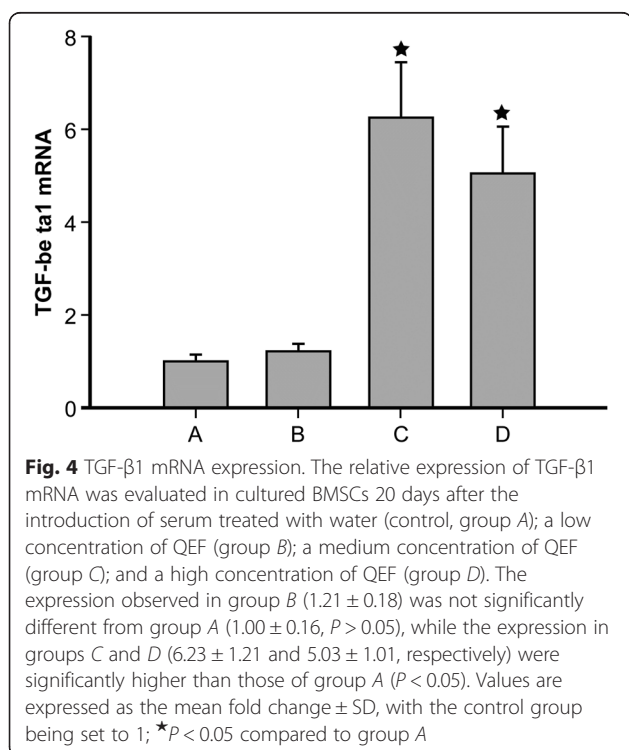 8
6
4
2
0
TGF-be ta1 mRNA
★
★
A B C D
Fig. 4 TGF-β1 mRNA expression. The relative expression of TGF-β1
mRNA was evaluated in cultured BMSCs 20 days after the
introduction of serum treated with water (control, group A); a low
concentration of QEF (group B); a medium concentration of QEF
(group C); and a high concentration of QEF (group D). The
expression observed in group B (1.21 ± 0.18) was not significantly
different from group A (1.00 ± 0.16, P > 0.05), while the expression in
groups C and D (6.23 ± 1.21 and 5.03 ± 1.01, respectively) were
significantly higher than those of group A (P < 0.05). Values are
expressed as the mean fold change ± SD, with the control group
being set to 1; ★P < 0.05 compared to group A